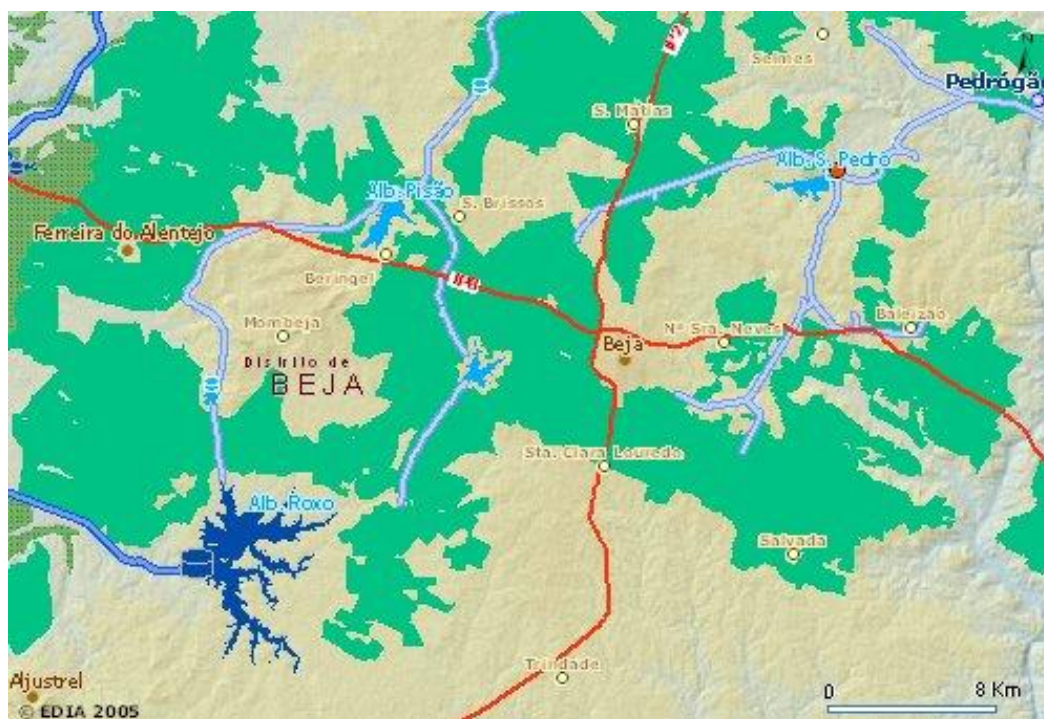 Selmes
Pedrógão
S. Matias
Alb. S. Pedro
Alb. Pisão
S. Brissos
Ferreira do Alentejo
Beringel
Mombeja
Nª Sra. Neves
Baleizão
Beja
Distrito de
BEJA
Sta. Clara Louredo
Alb. Roxo
Salvada
Trindade
Aljustrel
0 8 Km
© EDIA 2005